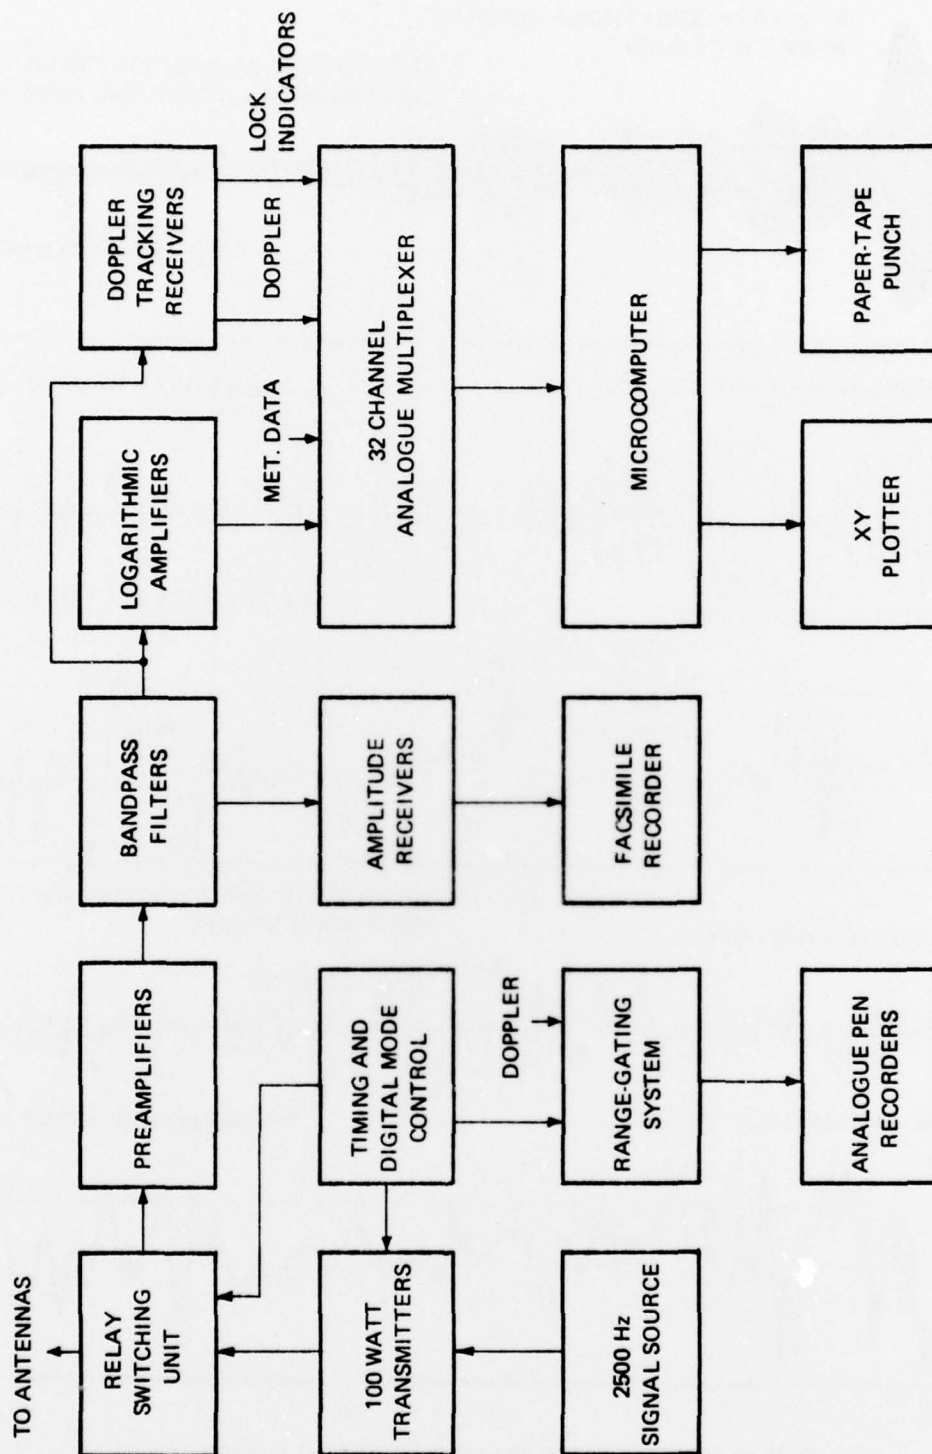 TO ANTENNAS
RELAY
SWITCHING
UNIT
PREAMPLIFIERS
BANDPASS
FILTERS
LOGARITHMIC
AMPLIFIERS
DOPPLER
TRACKING
RECEIVERS
MET. DATA
DOPPLER
LOCK
INDICATORS
100 WATT
TRANSMITTERS
TIMING AND
DIGITAL MODE
CONTROL
AMPLITUDE
RECEIVERS
32 CHANNEL
ANALOGUE MULTIPLEXER
DOPPLER
2500 Hz
SIGNAL SOURCE
RANGE-GATING
SYSTEM
FACSIMILE
RECORDER
MICROCOMPUTER
ANALOGUE PEN
RECORDERS
XY
PLOTTER
PAPER-TAPE
PUNCH